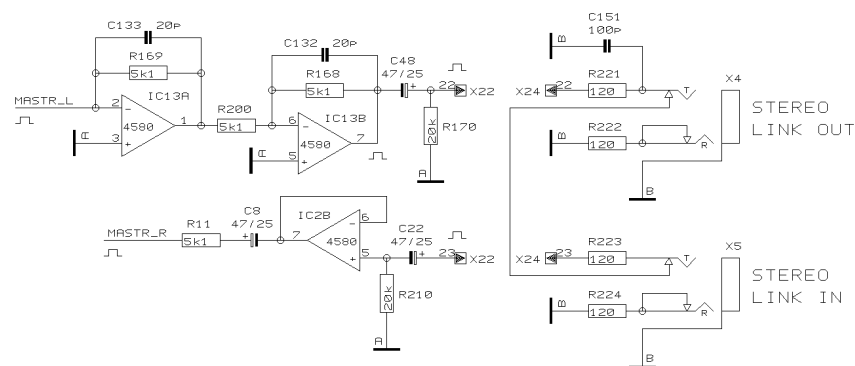 C133 20p
R169
5k1
MASTR_L
2
3
A
IC13A
4580
1
R200
5k1
C132 20p
R168
5k1
6
5
A
IC13B
4580
7
C48
47/25
+
22
X22
20k
R170
A
MASTR_R
R11
5k1
C8
47/25
+
7
IC2B
4580
6
5
C22
47/25
+
23
X22
20k
R210
A
C151
100p
B
X24
22
R221
120
T
X4
STEREO
LINK OUT
B
R222
120
R
B
X24
23
R223
120
T
X5
STEREO
LINK IN
B
R224
120
R
B